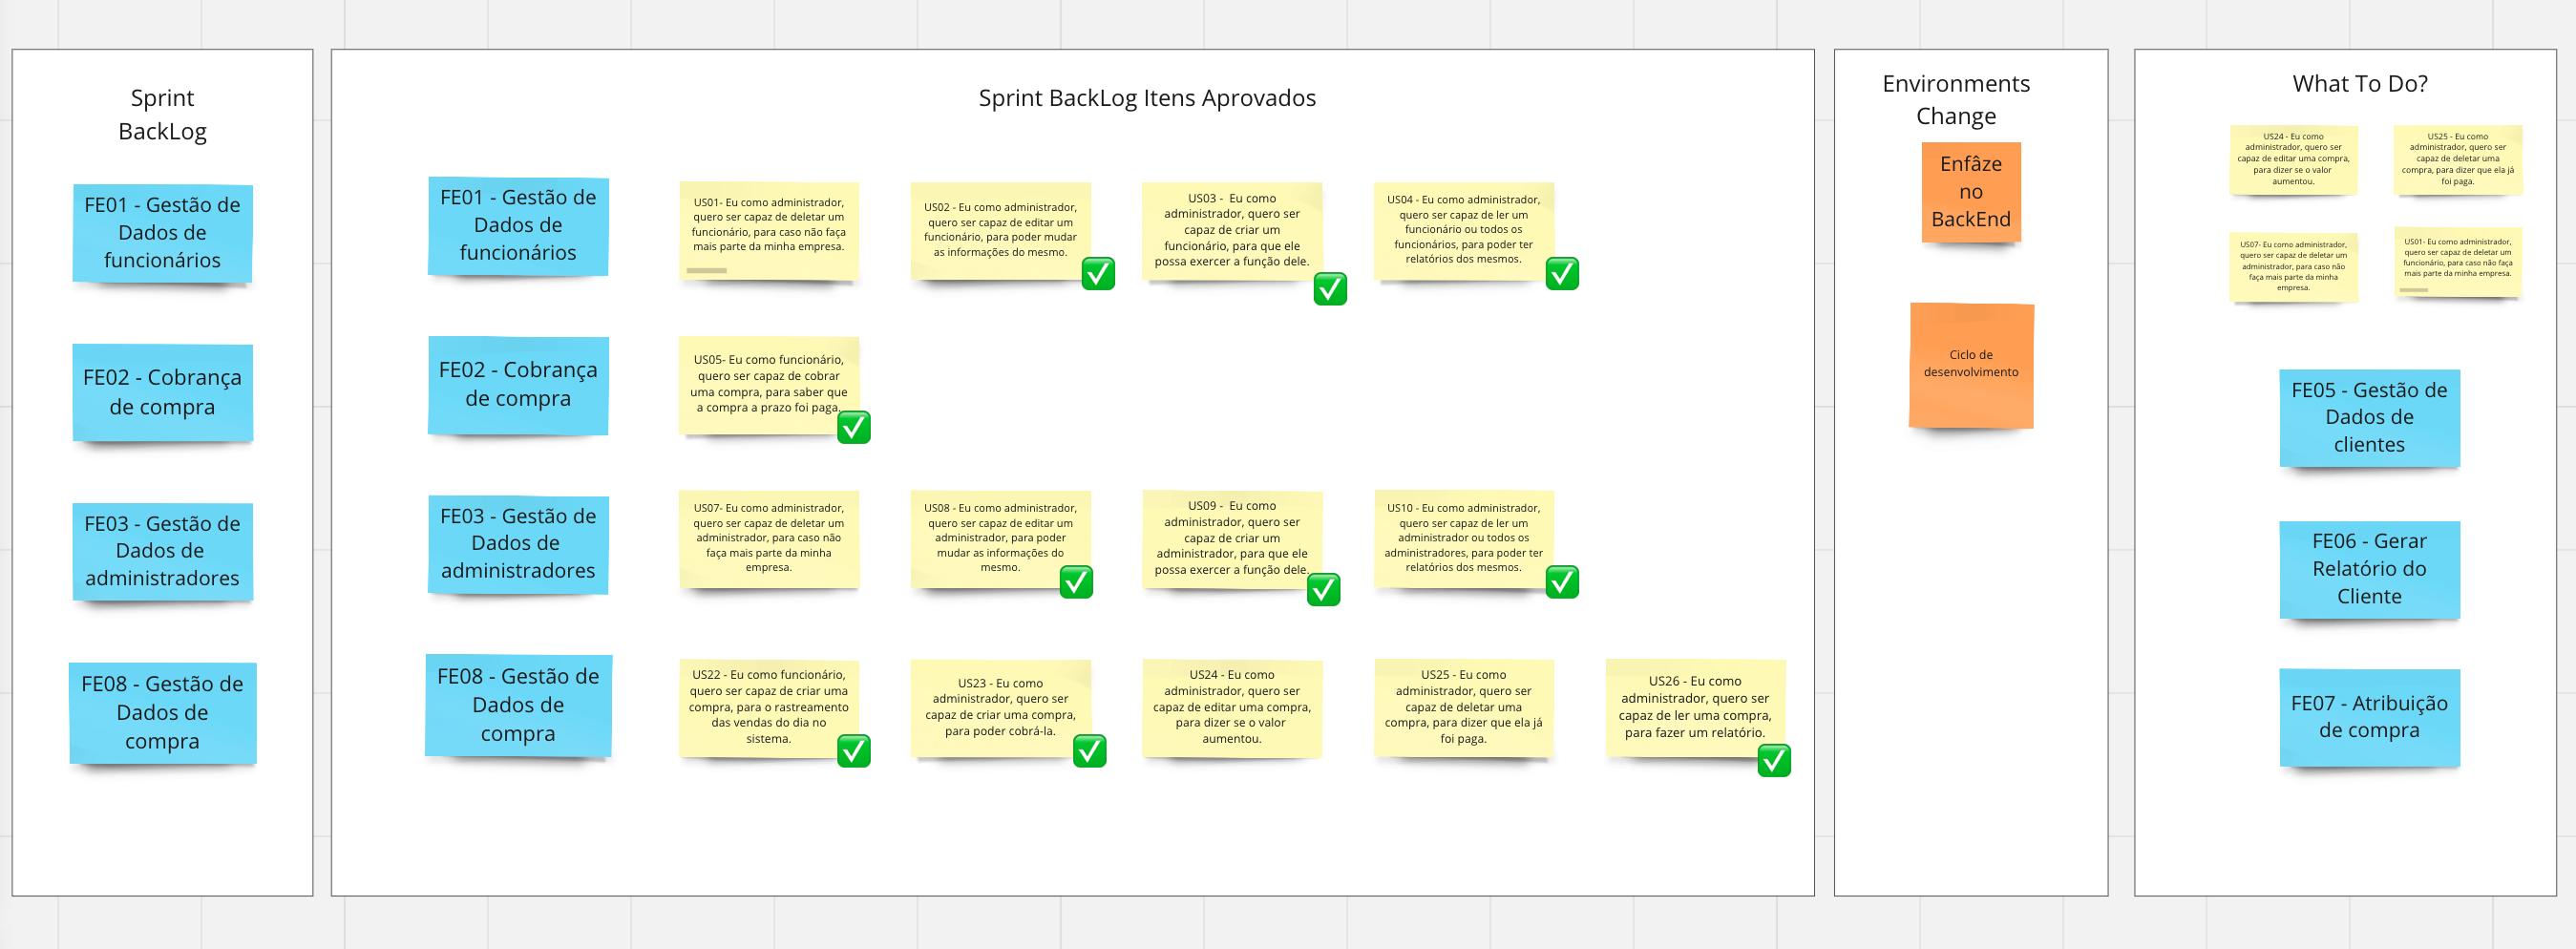 Sprint
BackLog
FE01 - Gestão de
Dados de
funcionários
FE02 - Cobrança
de compra
FE03 - Gestão de
Dados de
administradores
FE08 - Gestão de
Dados de
compra
Sprint BackLog Itens Aprovados
FE01 - Gestão de
Dados de
funcionários
US01- Eu como administrador,
quero ser capaz de deletar um
funcionário, para caso não faça
mais parte da minha empresa.
US02 - Eu como administrador,
quero ser capaz de editar um
funcionário, para poder mudar
as informações do mesmo.
US03 -  Eu como
administrador, quero ser
capaz de criar um
funcionário, para que ele
possa exercer a função dele.
US04 - Eu como administrador,
quero ser capaz de ler um
funcionário ou todos os
funcionários, para poder ter
relatórios dos mesmos.
FE02 - Cobrança
de compra
US05- Eu como funcionário,
quero ser capaz de cobrar
uma compra, para saber que
a compra a prazo foi paga.
FE03 - Gestão de
Dados de
administradores
US07- Eu como administrador,
quero ser capaz de deletar um
administrador, para caso não
faça mais parte da minha
empresa.
US08 - Eu como administrador,
quero ser capaz de editar um
administrador, para poder
mudar as informações do
mesmo.
US09 -  Eu como
administrador, quero ser
capaz de criar um
administrador, para que ele
possa exercer a função dele.
US10 - Eu como administrador,
quero ser capaz de ler um
administrador ou todos os
administradores, para poder ter
relatórios dos mesmos.
FE08 - Gestão de
Dados de
compra
US22 - Eu como funcionário,
quero ser capaz de criar uma
compra, para o rastreamento
das vendas do dia no
sistema.
US23 - Eu como
administrador, quero ser
capaz de criar uma compra,
para poder cobrá-la.
US24 - Eu como
administrador, quero ser
capaz de editar uma compra,
para dizer se o valor
aumentou.
US25 - Eu como
administrador, quero ser
capaz de deletar uma
compra, para dizer que ela já
foi paga.
US26 - Eu como
administrador, quero ser
capaz de ler uma compra,
para fazer um relatório.
Environments
Change
Enfâze
no
BackEnd
Ciclo de
desenvolvimento
What To Do?
US24 - Eu como
administrador, quero ser
capaz de editar uma compra,
para dizer se o valor
aumentou.
US25 - Eu como
administrador, quero ser
capaz de deletar uma
compra, para dizer que ela já
foi paga.
US07- Eu como administrador,
quero ser capaz de deletar um
administrador, para caso não
faça mais parte da minha
empresa.
US01- Eu como administrador,
quero ser capaz de deletar um
funcionário, para caso não faça
mais parte da minha empresa.
FE05 - Gestão de
Dados de
clientes
FE06 - Gerar
Relatório do
Cliente
FE07 - Atribuição
de compra